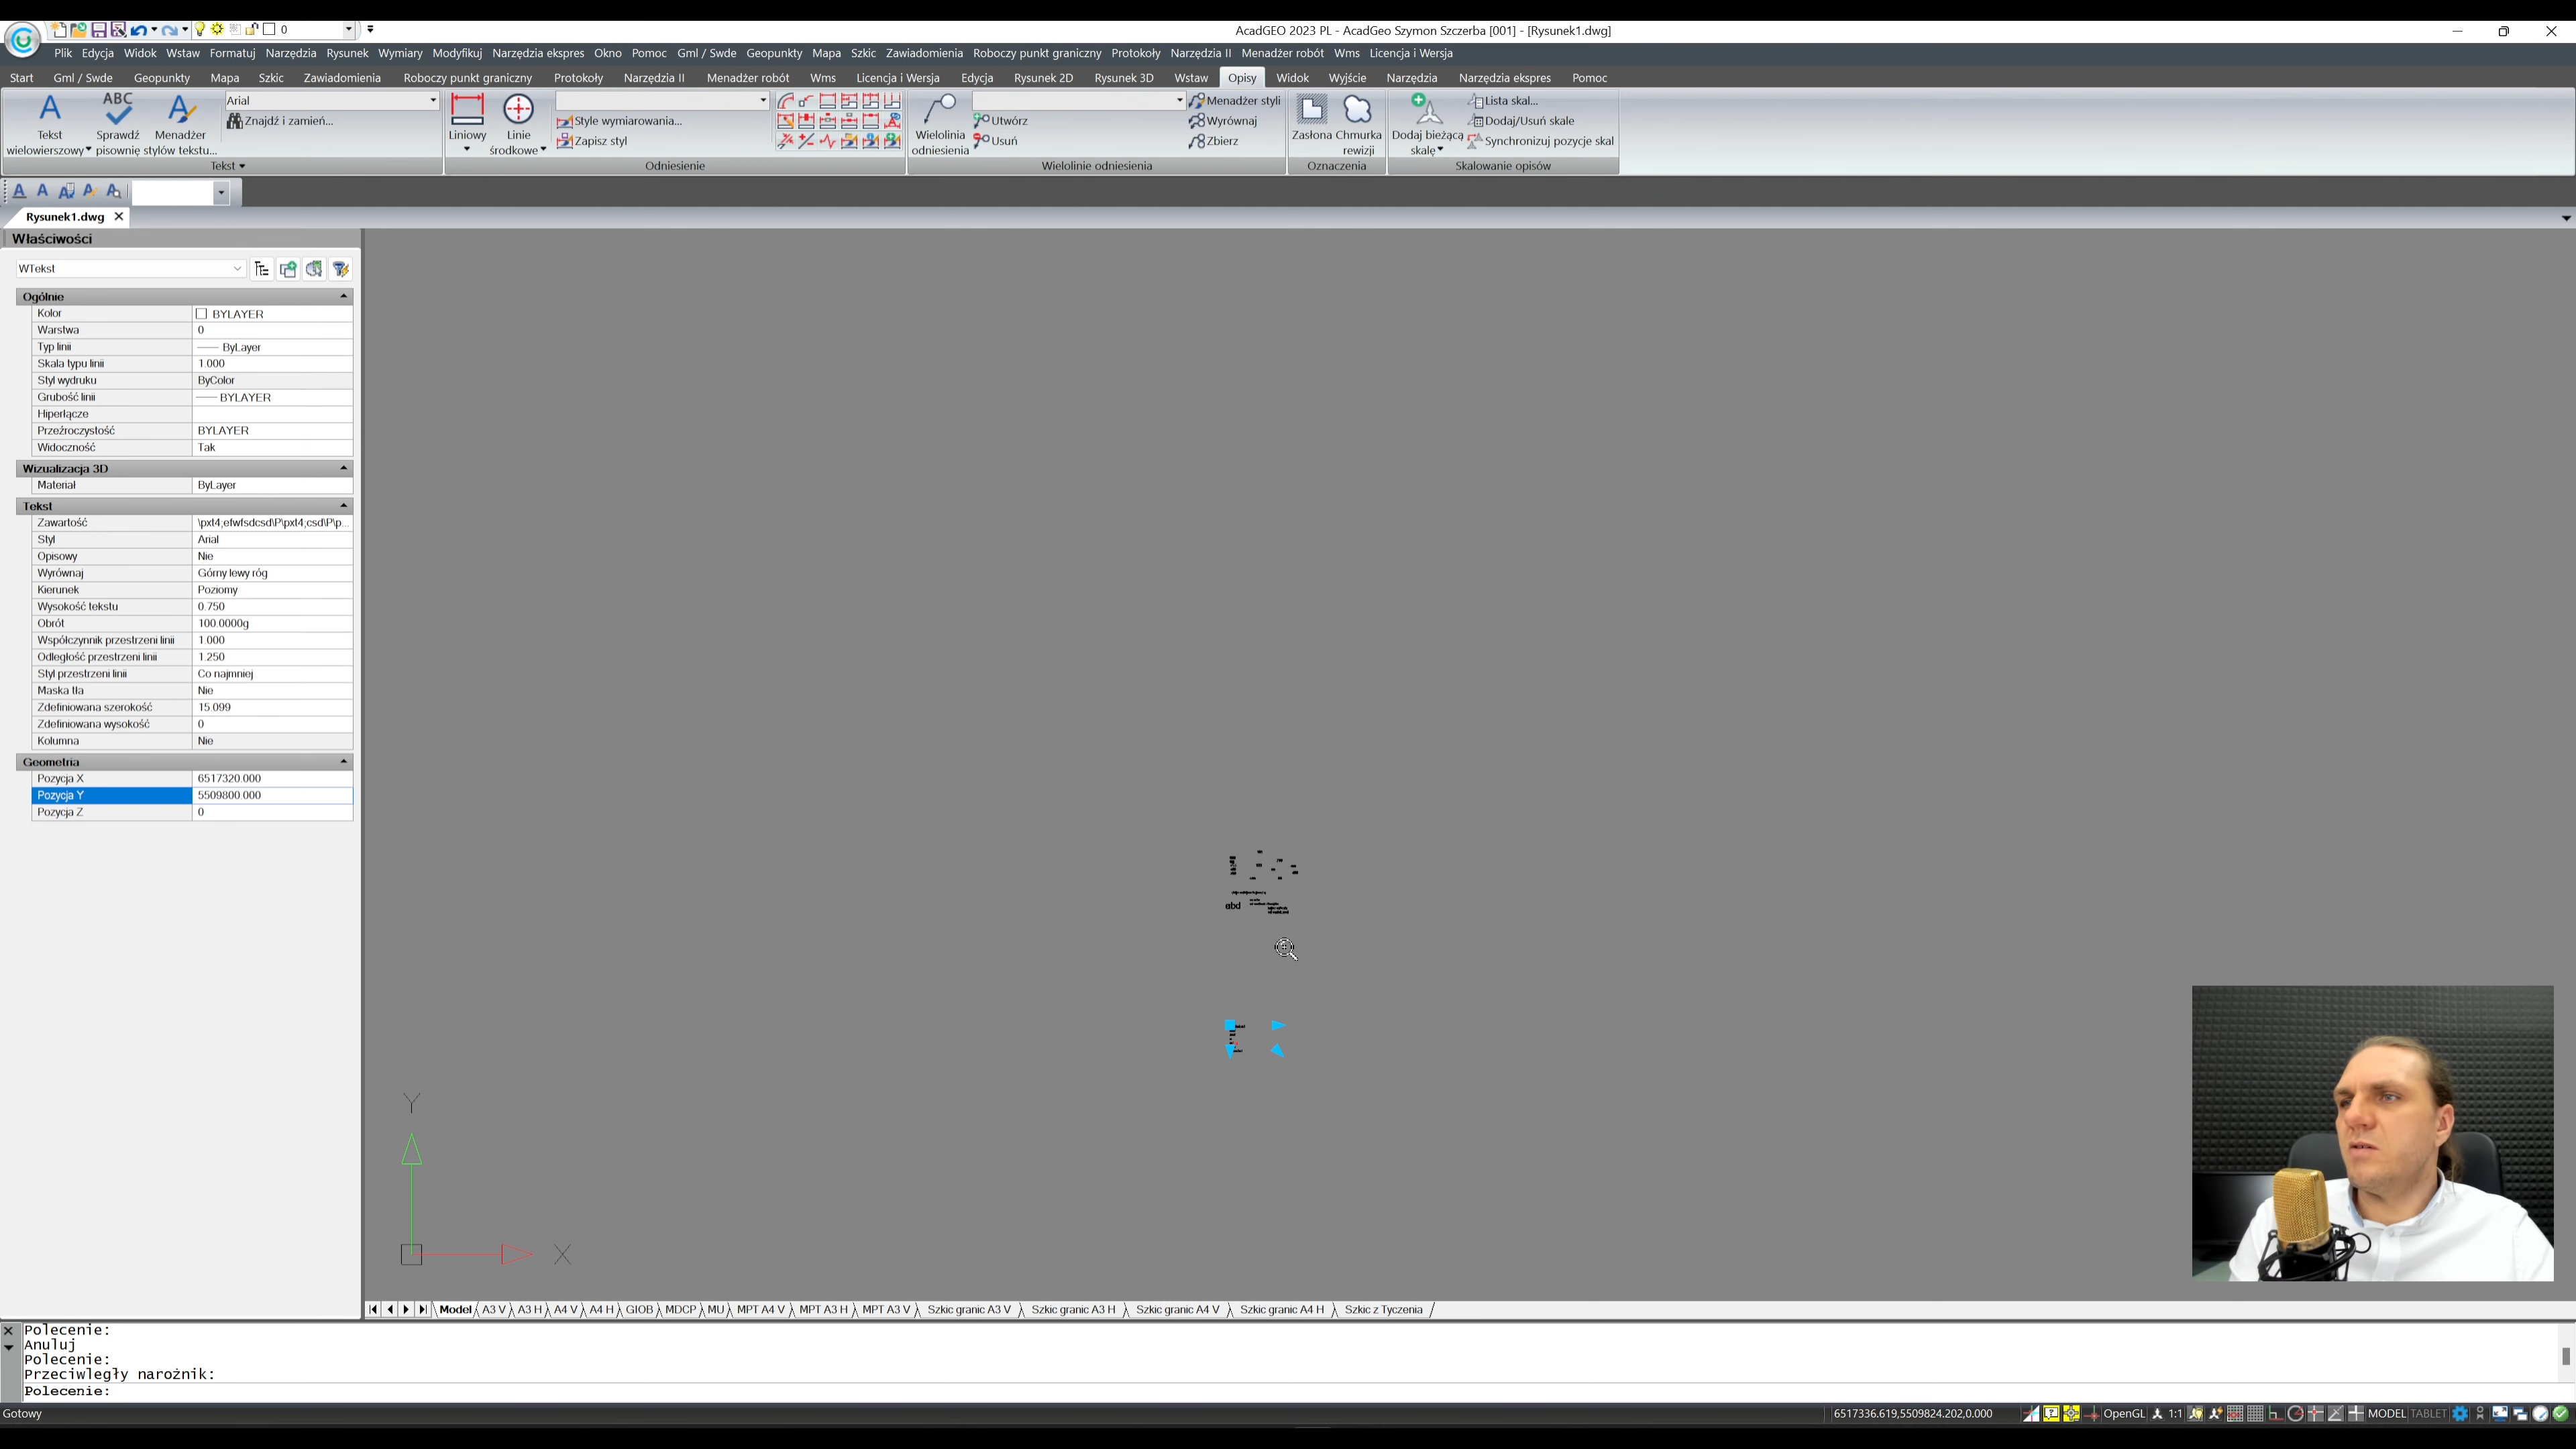 0
AcadGEO 2023 PL - AcadGeo Szymon Szczerba [001] - [Rysunek1.dwg]
Plik Edycja Widok Wstaw Formatuj Narzędzia Rysunek Wymiary Modyfikuj Narzędzia ekspres Okno Pomoc Gml / Swde Geopunkty Mapa Szkic Zawiadomienia Roboczy punkt graniczny Protokoły Narzędzia II Menadżer robót Wms Licencja i Wersja
Start Gml / Swde Geopunkty Mapa Szkic Zawiadomienia Roboczy punkt graniczny Protokoły Narzędzia II Menadżer robót Wms Licencja i Wersja Edycja Rysunek 2D Rysunek 3D Wstaw Opisy Widok Wyjście Narzędzia Narzędzia ekspres Pomoc
Tekst wielowierszowy
ABC Sprawdź pisownię
Menadżer stylów tekstu...
Arial
Znajdź i zamień...
Tekst
Liniowy
Linie środkowe
Style wymiarowania...
Zapisz styl
Odniesienie
Wielolinia odniesienia
Utwórz
Usuń
Menadżer styli
Wyrównaj
Zbierz
Wielolinie odniesienia
Zasłona
Chmurka rewizji
Oznaczenia
Dodaj bieżącą skalę
Lista skal...
Dodaj/Usuń skale
Synchronizuj pozycje skal
Skalowanie opisów
Rysunek1.dwg
Właściwości
WTekst
Ogólnie
Kolor BYLAYER
Warstwa 0
Typ linii ByLayer
Skala typu linii 1.000
Styl wydruku ByColor
Grubość linii BYLAYER
Hiperłącze
Przeźroczystość BYLAYER
Widoczność Tak
Wizualizacja 3D
Materiał ByLayer
Tekst
Zawartość \pxt4;efwfsdcsd\P\pxt4;csd\P\p...
Styl Arial
Opisowy Nie
Wyrównaj Górny lewy róg
Kierunek Poziomy
Wysokość tekstu 0.750
Obrót 100.0000g
Współczynnik przestrzeni linii 1.000
Odległość przestrzeni linii 1.250
Styl przestrzeni linii Co najmniej
Maska tła Nie
Zdefiniowana szerokość 15.099
Zdefiniowana wysokość 0
Kolumna Nie
Geometria
Pozycja X 6517320.000
Pozycja Y 5509800.000
Pozycja Z 0
abd
Y
X
Model A3 V A3 H A4 V A4 H GIOB MDCP MU MPT A4 V MPT A3 H MPT A3 V Szkic granic A3 V Szkic granic A3 H Szkic granic A4 V Szkic granic A4 H Szkic z Tyczenia
Polecenie:
Anuluj
Polecenie:
Przeciwległy narożnik:
Polecenie:
Gotowy
6517336.619,5509824.202,0.000 OpenGL 1:1 MODEL TABLET